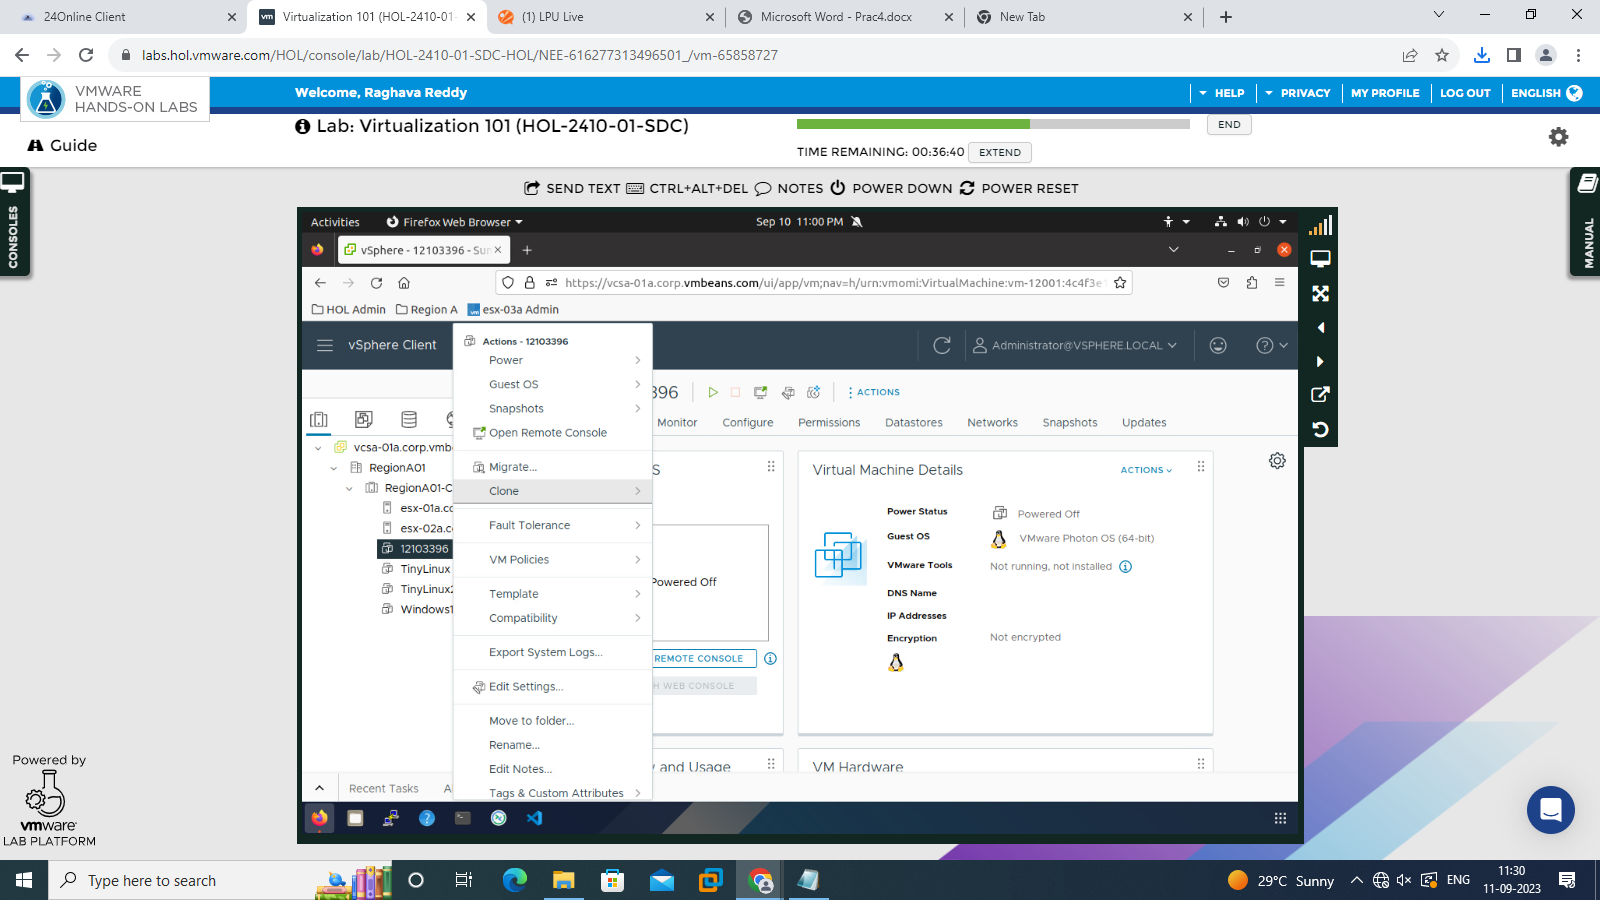 24Online Client
Virtualization 101 (HOL-2410-01-
(1) LPU Live
Microsoft Word - Prac4.docx
New Tab
labs.hol.vmware.com/HOL/console/lab/HOL-2410-01-SDC-HOL/NEE-616277313496501_/vm-65858727
VMWARE
HANDS-ON LABS
Welcome, Raghava Reddy
HELP
PRIVACY
MY PROFILE
LOG OUT
ENGLISH
Guide
Lab: Virtualization 101 (HOL-2410-01-SDC)
END
TIME REMAINING: 00:36:40
EXTEND
CONSOLES
MANUAL
SEND TEXT
CTRL+ALT+DEL
NOTES
POWER DOWN
POWER RESET
Activities
Firefox Web Browser
Sep 10 11:00 PM
vSphere - 12103396 - Sum
https://vcsa-01a.corp.vmbeans.com/ui/app/vm;nav=h/urn:vmomi:VirtualMachine:vm-12001:4c4f3e1
HOL Admin
Region A
esx-03a Admin
vSphere Client
Administrator@VSPHERE.LOCAL
396
ACTIONS
Monitor
Configure
Permissions
Datastores
Networks
Snapshots
Updates
vcsa-01a.corp.vmb
RegionA01
RegionA01-C
esx-01a.co
esx-02a.c
12103396
TinyLinux
TinyLinux2
Windows1
Actions - 12103396
Power
Guest OS
Snapshots
Open Remote Console
Migrate...
Clone
Fault Tolerance
VM Policies
Template
Compatibility
Export System Logs...
Edit Settings...
Move to folder...
Rename...
Edit Notes...
Tags & Custom Attributes
S
Powered Off
REMOTE CONSOLE
H WEB CONSOLE
Virtual Machine Details
ACTIONS
Power Status
Powered Off
Guest OS
VMware Photon OS (64-bit)
VMware Tools
Not running, not installed
DNS Name
IP Addresses
Encryption
Not encrypted
y and Usage
VM Hardware
Recent Tasks
Al
Powered by
vmware
LAB PLATFORM
Type here to search
29°C Sunny
ENG
11:30
11-09-2023